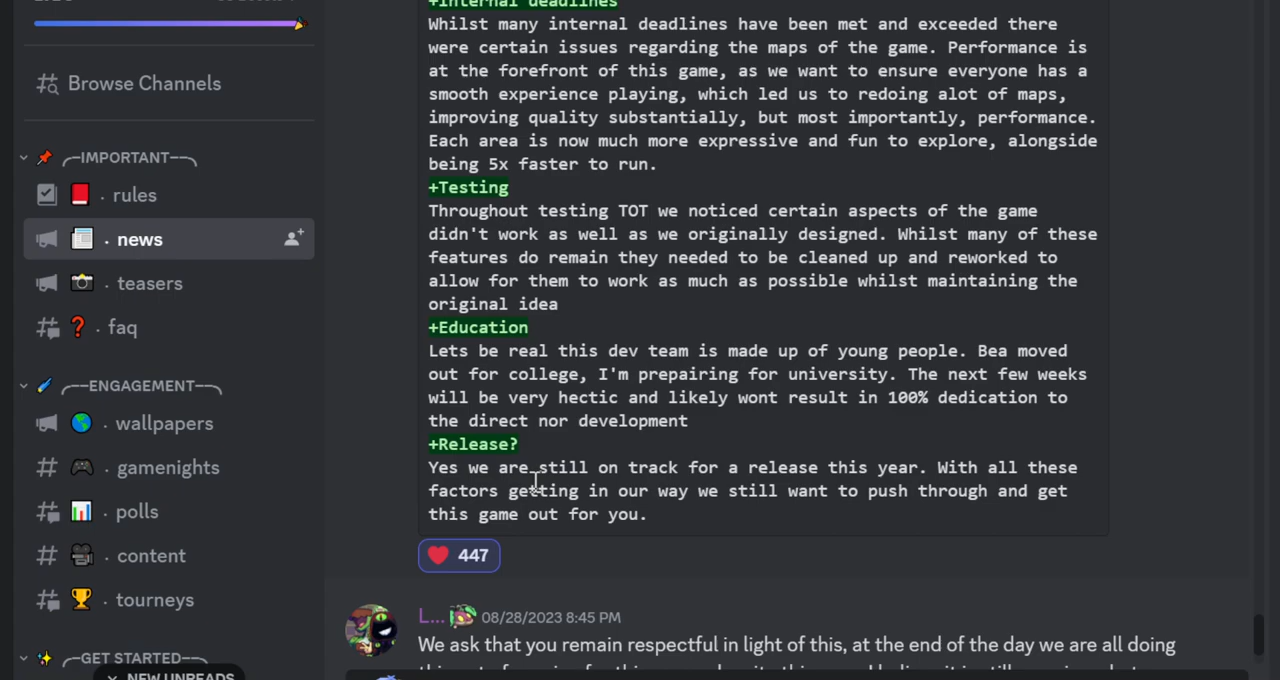 Browse Channels
IMPORTANT
rules
news
teasers
faq
ENGAGEMENT
wallpapers
gamenights
polls
content
tourneys
GET STARTED
NEW UNREADS
+Internal deadlines
Whilst many internal deadlines have been met and exceeded there
were certain issues regarding the maps of the game. Performance is
at the forefront of this game, as we want to ensure everyone has a
smooth experience playing, which led us to redoing alot of maps,
improving quality substantially, but most importantly, performance.
Each area is now much more expressive and fun to explore, alongside
being 5x faster to run.
+Testing
Throughout testing TOT we noticed certain aspects of the game
didn't work as well as we originally designed. Whilst many of these
features do remain they needed to be cleaned up and reworked to
allow for them to work as much as possible whilst maintaining the
original idea
+Education
Lets be real this dev team is made up of young people. Bea moved
out for college, I'm prepairing for university. The next few weeks
will be very hectic and likely wont result in 100% dedication to
the direct nor development
+Release?
Yes we are still on track for a release this year. With all these
factors getting in our way we still want to push through and get
this game out for you.
447
L... 08/28/2023 8:45 PM
We ask that you remain respectful in light of this, at the end of the day we are all doing